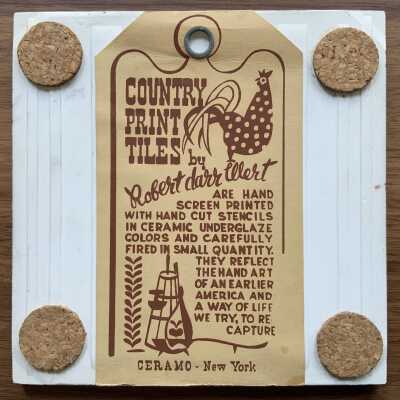 COUNTRY
PRINT
TILES
by
Robert darr Wert
ARE HAND
SCREEN PRINTED
WITH HAND CUT STENCILS
IN CERAMIC UNDERGLAZE
COLORS AND CAREFULLY
FIRED IN SMALL QUANTITY.
THEY REFLECT
THE HAND ART
OF AN EARLIER
AMERICA AND
A WAY OF LIFE
WE TRY, TO RE
CAPTURE
CERAMO - New York